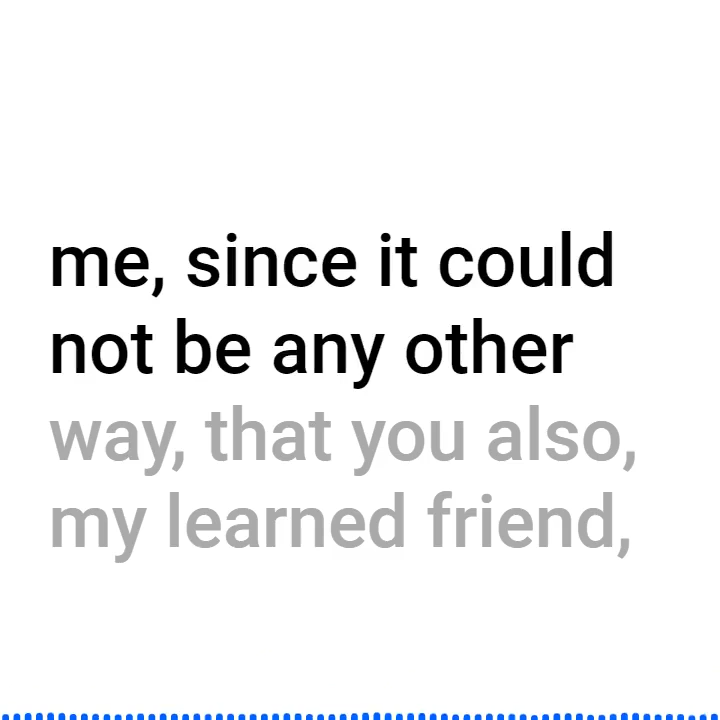 me, since it could
not be any other
way, that you also,
my learned friend,